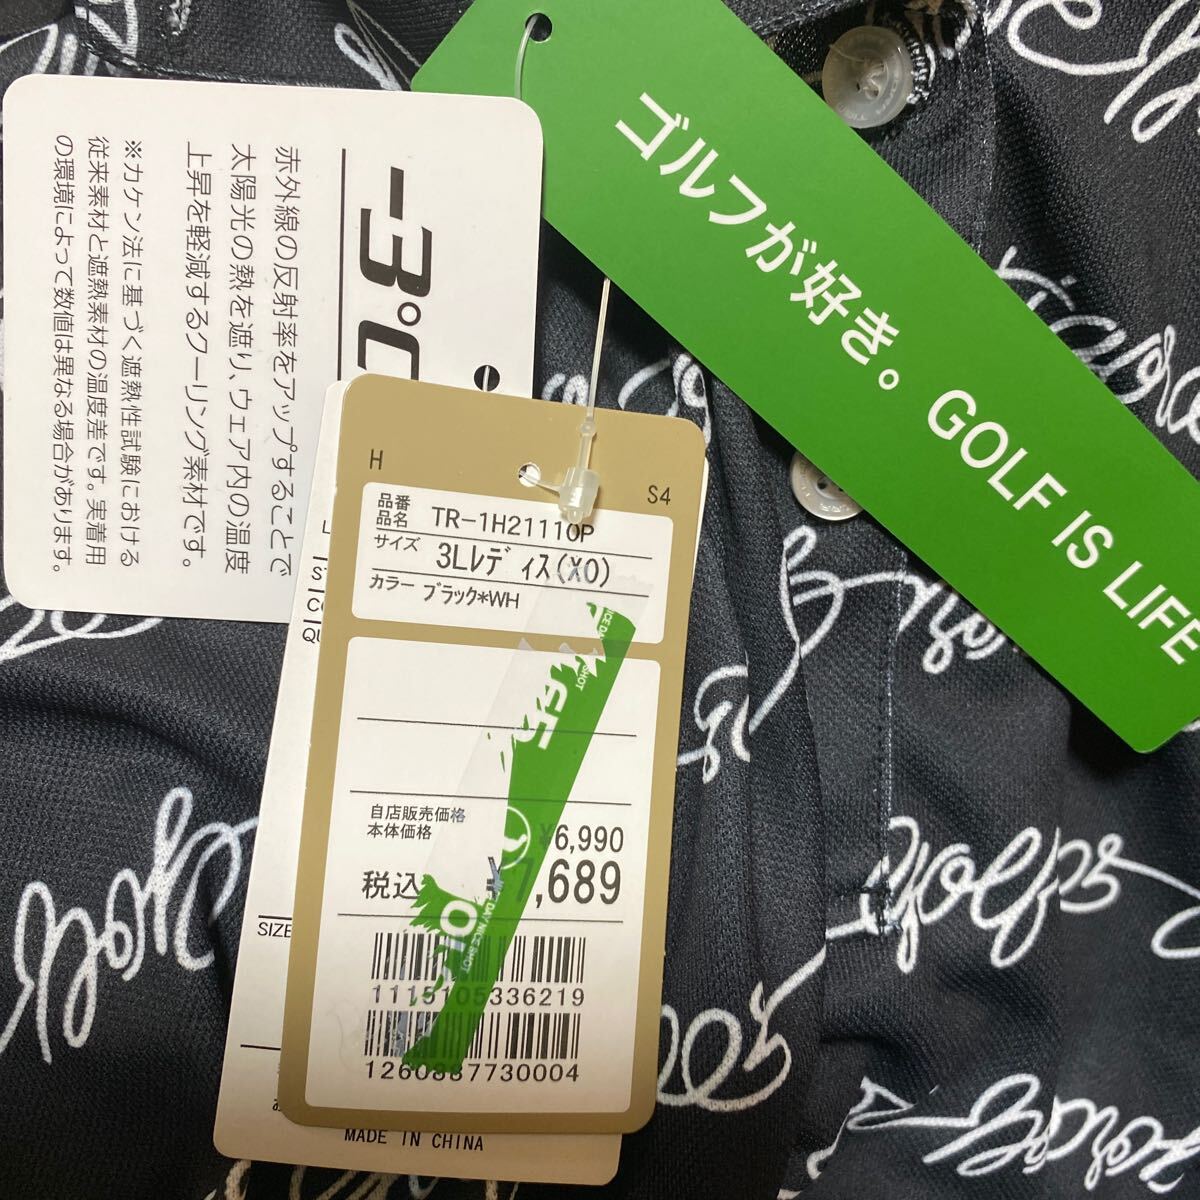 ゴルフが好き。 GOLF IS LIFE
-3°C
赤外線の反射率をアップすることで
太陽光の熱を遮り、ウェア内の温度
上昇を軽減するクーリング素材です。
※カケン法に基づく遮熱性試験における
従来素材と遮熱素材の温度差です。実着用
の環境によって数値は異なる場合があります。
H
S4
品番
品名 TR-1H21110P
サイズ 3Lレディス(XO)
カラー ブラック*WH
自店販売価格
本体価格 ¥6,990
税込 7,689
DAY NICE SHOT
1115105336219
1260887730004
SIZE
MADE IN CHINA
golf
golfs